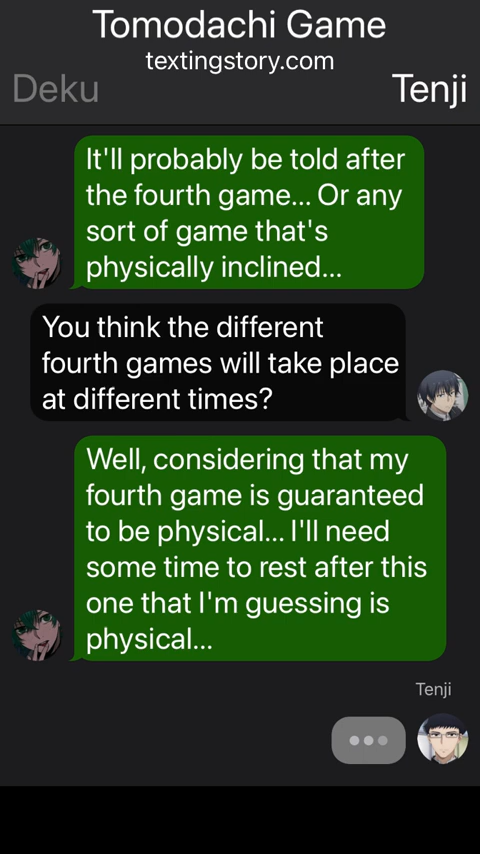 Tomodachi Game
textingstory.com
Deku Tenji
It'll probably be told after
the fourth game... Or any
sort of game that's
physically inclined...
You think the different
fourth games will take place
at different times?
Well, considering that my
fourth game is guaranteed
to be physical... I'll need
some time to rest after this
one that I'm guessing is
physical...
Tenji